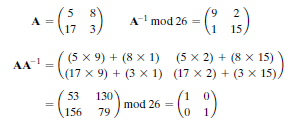 A = ( 5 8 17 3 ) A⁻¹ mod 26 = ( 9 2 1 15 )
AA⁻¹ = ( (5 × 9) + (8 × 1) (5 × 2) + (8 × 15) (17 × 9) + (3 × 1) (17 × 2) + (3 × 15) )
= ( 53 130 156 79 ) mod 26 = ( 1 0 0 1 )